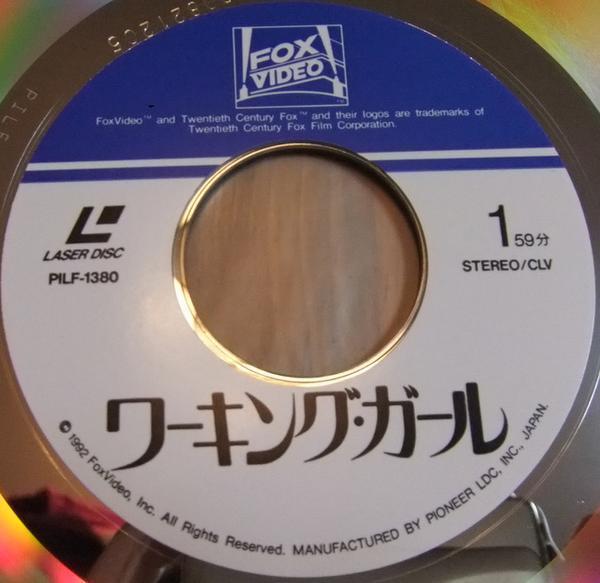 FOX
VIDEO
™
FoxVideo™ and Twentieth Century Fox™ and their logos are trademarks of
Twentieth Century Fox Film Corporation.
LASER DISC
PILF-1380
1 59分
STEREO/CLV
ワーキング・ガール
© 1992 FoxVideo, Inc. All Rights Reserved. MANUFACTURED BY PIONEER LDC, INC., JAPAN.
PILF